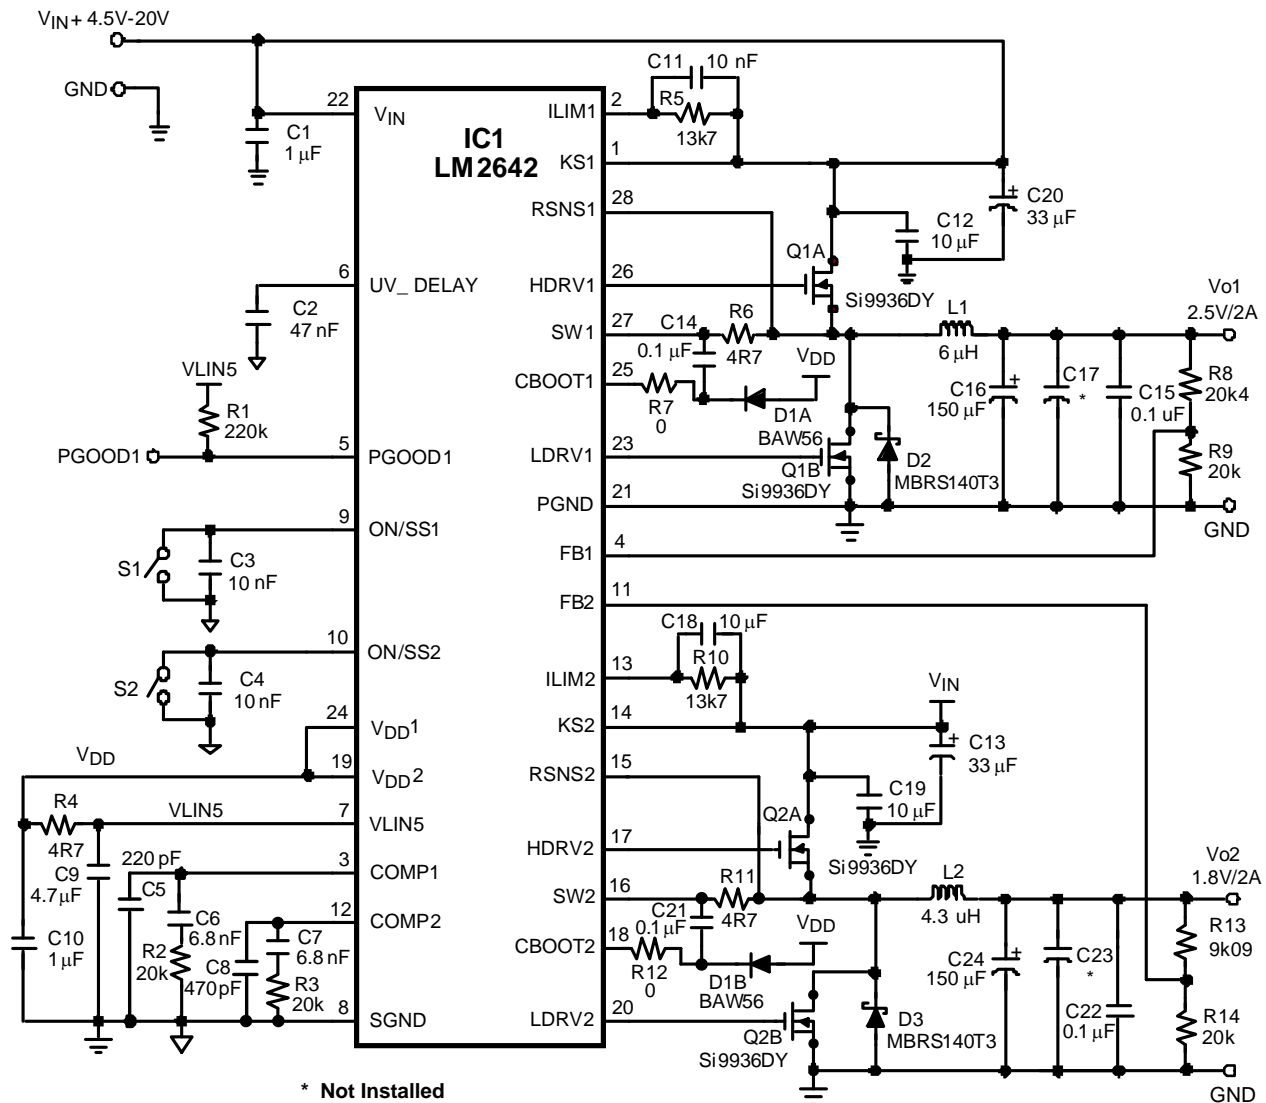 VIN+ 4.5V-20V
GND
22
VIN
C1
1 µF
IC1
LM2642
C11
10 nF
R5
13k7
2
ILIM1
1
KS1
28
RSNS1
C20
33 µF
C12
10 µF
Q1A
Si9936DY
6
UV_ DELAY
C2
47 nF
26
HDRV1
27
SW1
C14
0.1 µF
R6
4R7
VDD
L1
6 µH
Vo1
2.5V/2A
VLIN5
R1
220k
25
CBOOT1
R7
0
D1A
BAW56
C16
150 µF
C17
*
C15
0.1 uF
R8
20k4
PGOOD1
5
PGOOD1
23
LDRV1
Q1B
Si9936DY
D2
MBRS140T3
R9
20k
21
PGND
GND
9
ON/SS1
S1
C3
10 nF
4
FB1
11
FB2
10
ON/SS2
S2
C4
10 nF
C18
10 µF
R10
13k7
13
ILIM2
VIN
24
VDD1
14
KS2
C13
33 µF
VDD
19
VDD2
15
RSNS2
C19
10 µF
R4
4R7
VLIN5
7
VLIN5
Q2A
Si9936DY
17
HDRV2
C9
4.7µF
220 pF
C5
3
COMP1
16
SW2
R11
4R7
L2
4.3 uH
Vo2
1.8V/2A
C6
6.8 nF
12
COMP2
C21
0.1 µF
VDD
R13
9k09
C10
1µF
R2
20k
C8
470pF
C7
6.8 nF
18
CBOOT2
R12
0
D1B
BAW56
C24
150 µF
C23
*
R3
20k
C22
0.1 µF
8
SGND
20
LDRV2
Q2B
Si9936DY
D3
MBRS140T3
R14
20k
GND
* Not Installed